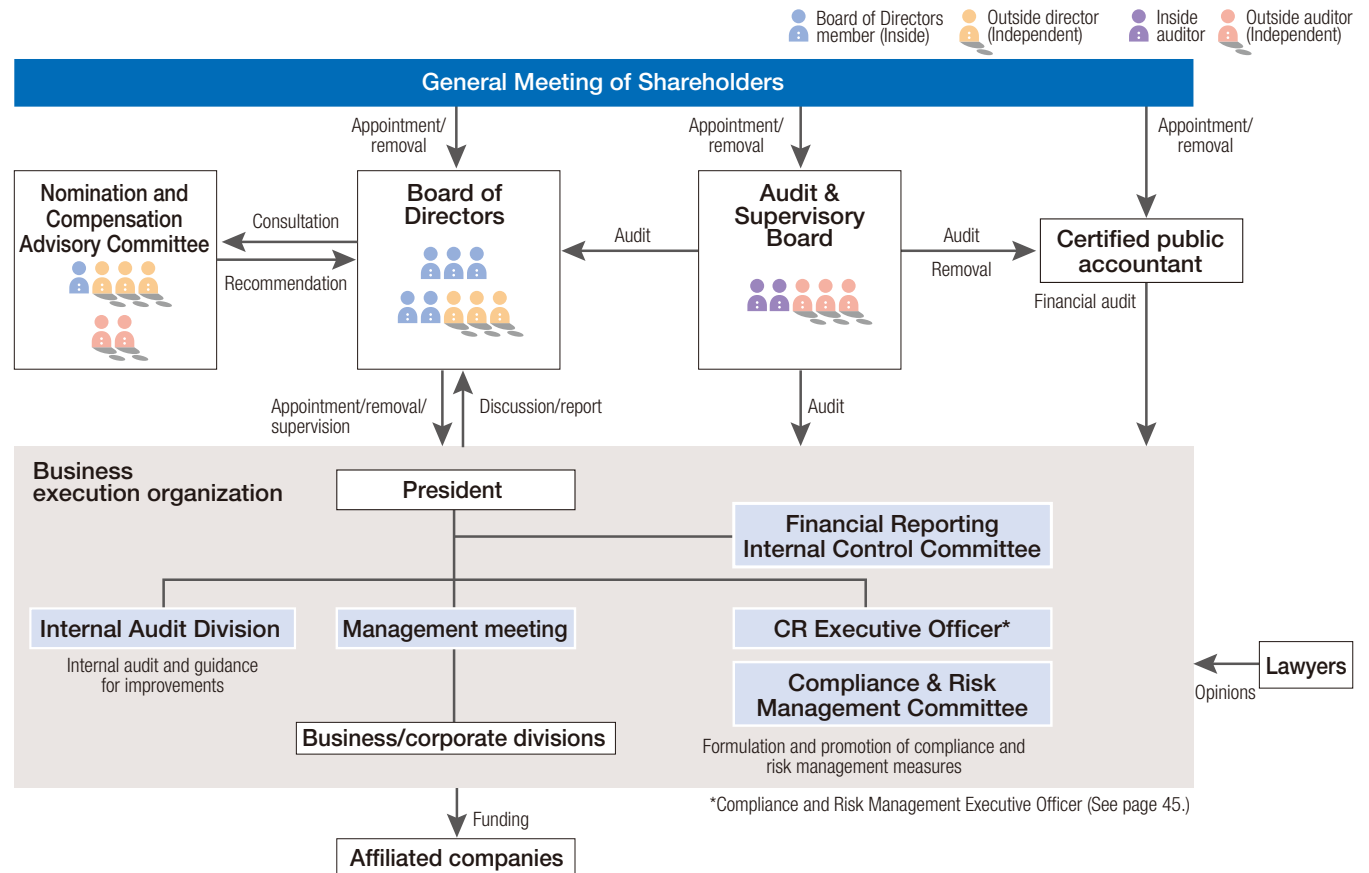 Board of Directors
member (Inside)
Outside director
(Independent)
Inside
auditor
Outside auditor
(Independent)
General Meeting of Shareholders
Appointment/
removal
Appointment/
removal
Appointment/
removal
Nomination and
Compensation
Advisory Committee
Consultation
Recommendation
Board of
Directors
Audit
Audit &
Supervisory
Board
Audit
Removal
Certified public
accountant
Financial audit
Appointment/removal/
supervision
Discussion/report
Audit
Business
execution organization
President
Financial Reporting
Internal Control Committee
Internal Audit Division
Internal audit and guidance
for improvements
Management meeting
CR Executive Officer*
Compliance & Risk
Management Committee
Formulation and promotion of compliance and
risk management measures
Business/corporate divisions
Lawyers
Opinions
*Compliance and Risk Management Executive Officer (See page 45.)
Funding
Affiliated companies